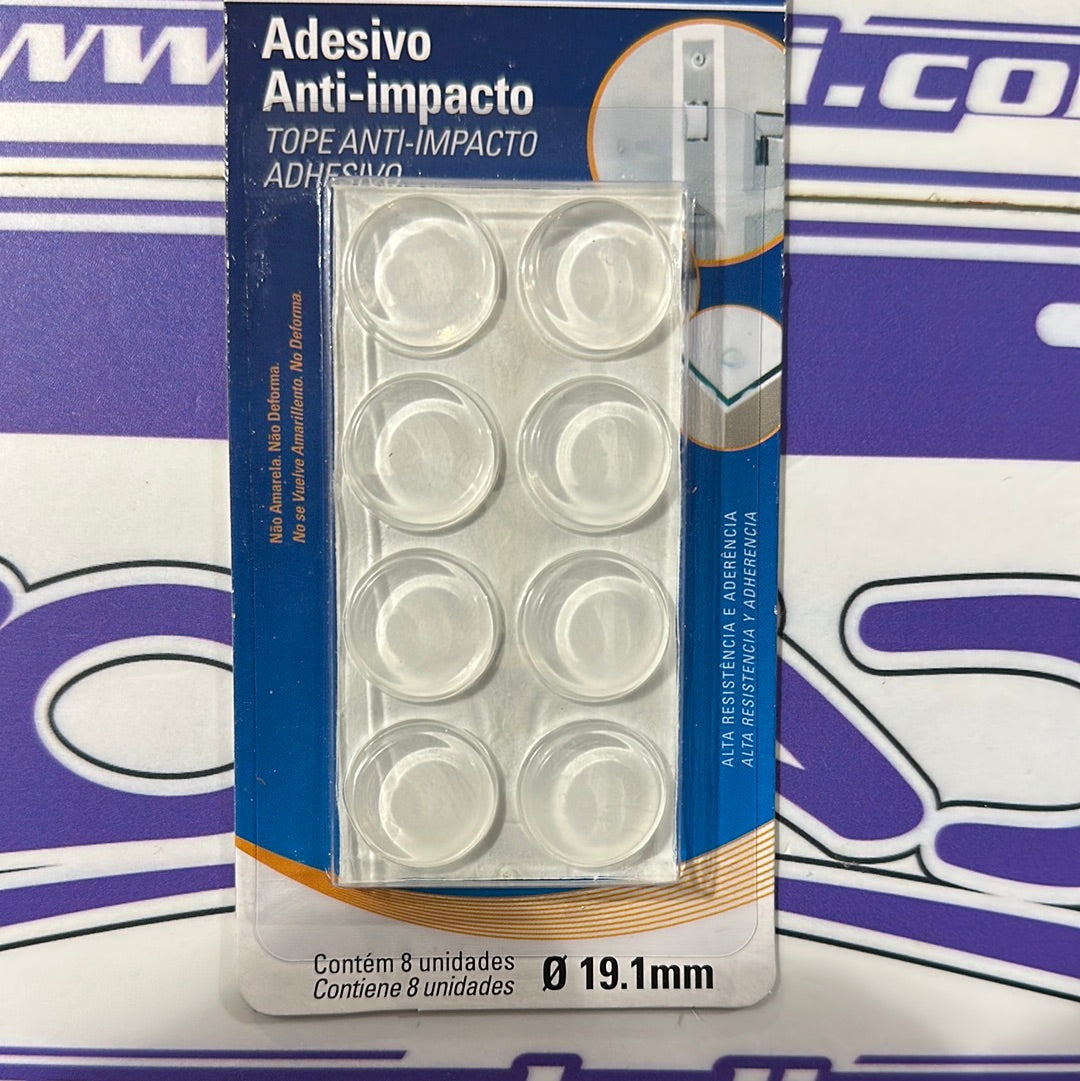 Adesivo
Anti-impacto
TOPE ANTI-IMPACTO
ADHESIVO
Não Amarela. Não Deforma.
No se Vuelve Amarillento. No Deforma.
ALTA RESISTÊNCIA E ADERÊNCIA
ALTA RESISTENCIA Y ADHERENCIA
Contém 8 unidades
Contiene 8 unidades
Ø 19.1mm